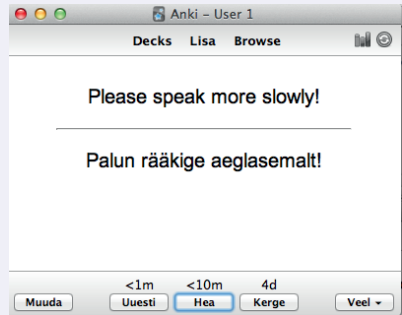 Anki – User 1
Decks Lisa Browse
Please speak more slowly!
Palun rääkige aeglasemalt!
<1m <10m 4d
Muuda Uuesti Hea Kerge Veel